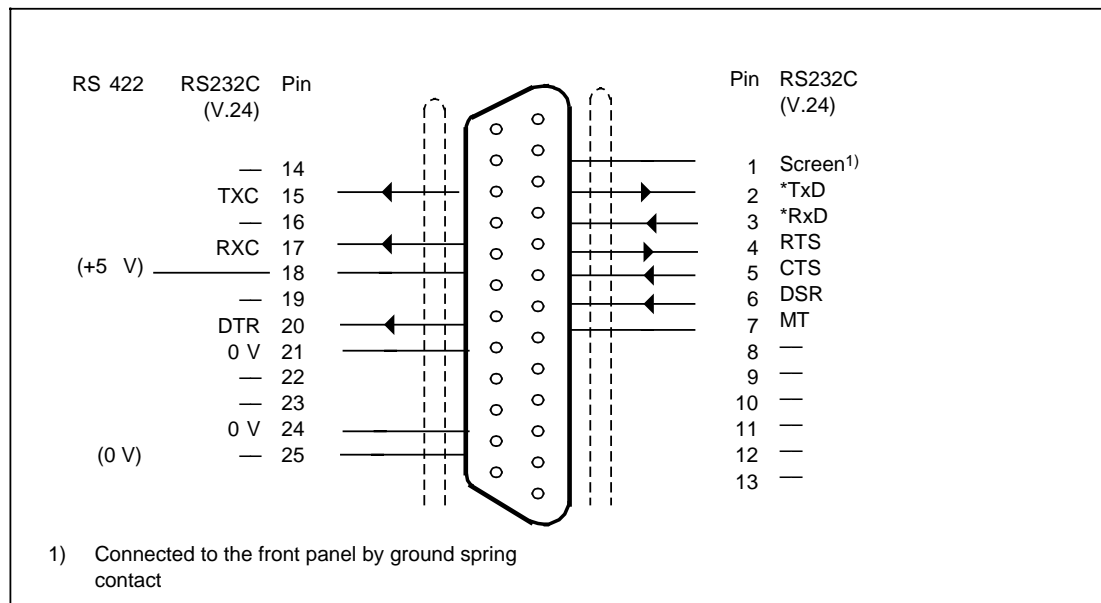 RS 422 RS232C Pin
(V.24)
— 14
TXC 15
— 16
RXC 17
(+5 V) — 18
— 19
DTR 20
0 V 21
— 22
— 23
0 V 24
(0 V) — 25
Pin RS232C
(V.24)
1 Screen1)
2 *TxD
3 *RxD
4 RTS
5 CTS
6 DSR
7 MT
8 —
9 —
10 —
11 —
12 —
13 —
1) Connected to the front panel by ground spring
contact